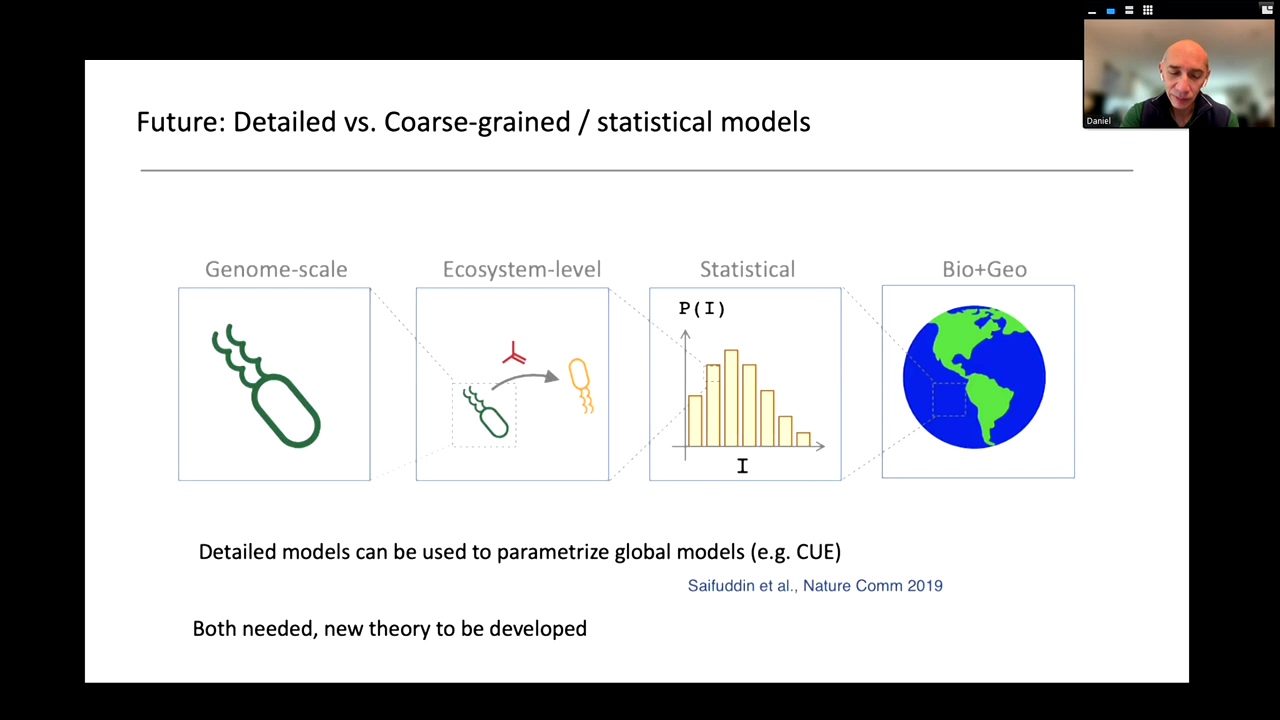 Daniel
Future: Detailed vs. Coarse-grained / statistical models
Genome-scale
Ecosystem-level
Statistical
Bio+Geo
P(I)
I
Detailed models can be used to parametrize global models (e.g. CUE)
Saifuddin et al., Nature Comm 2019
Both needed, new theory to be developed